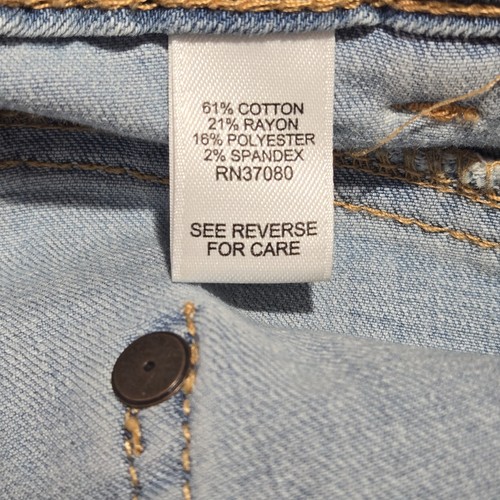 61% COTTON
21% RAYON
16% POLYESTER
2% SPANDEX
RN37080
SEE REVERSE
FOR CARE